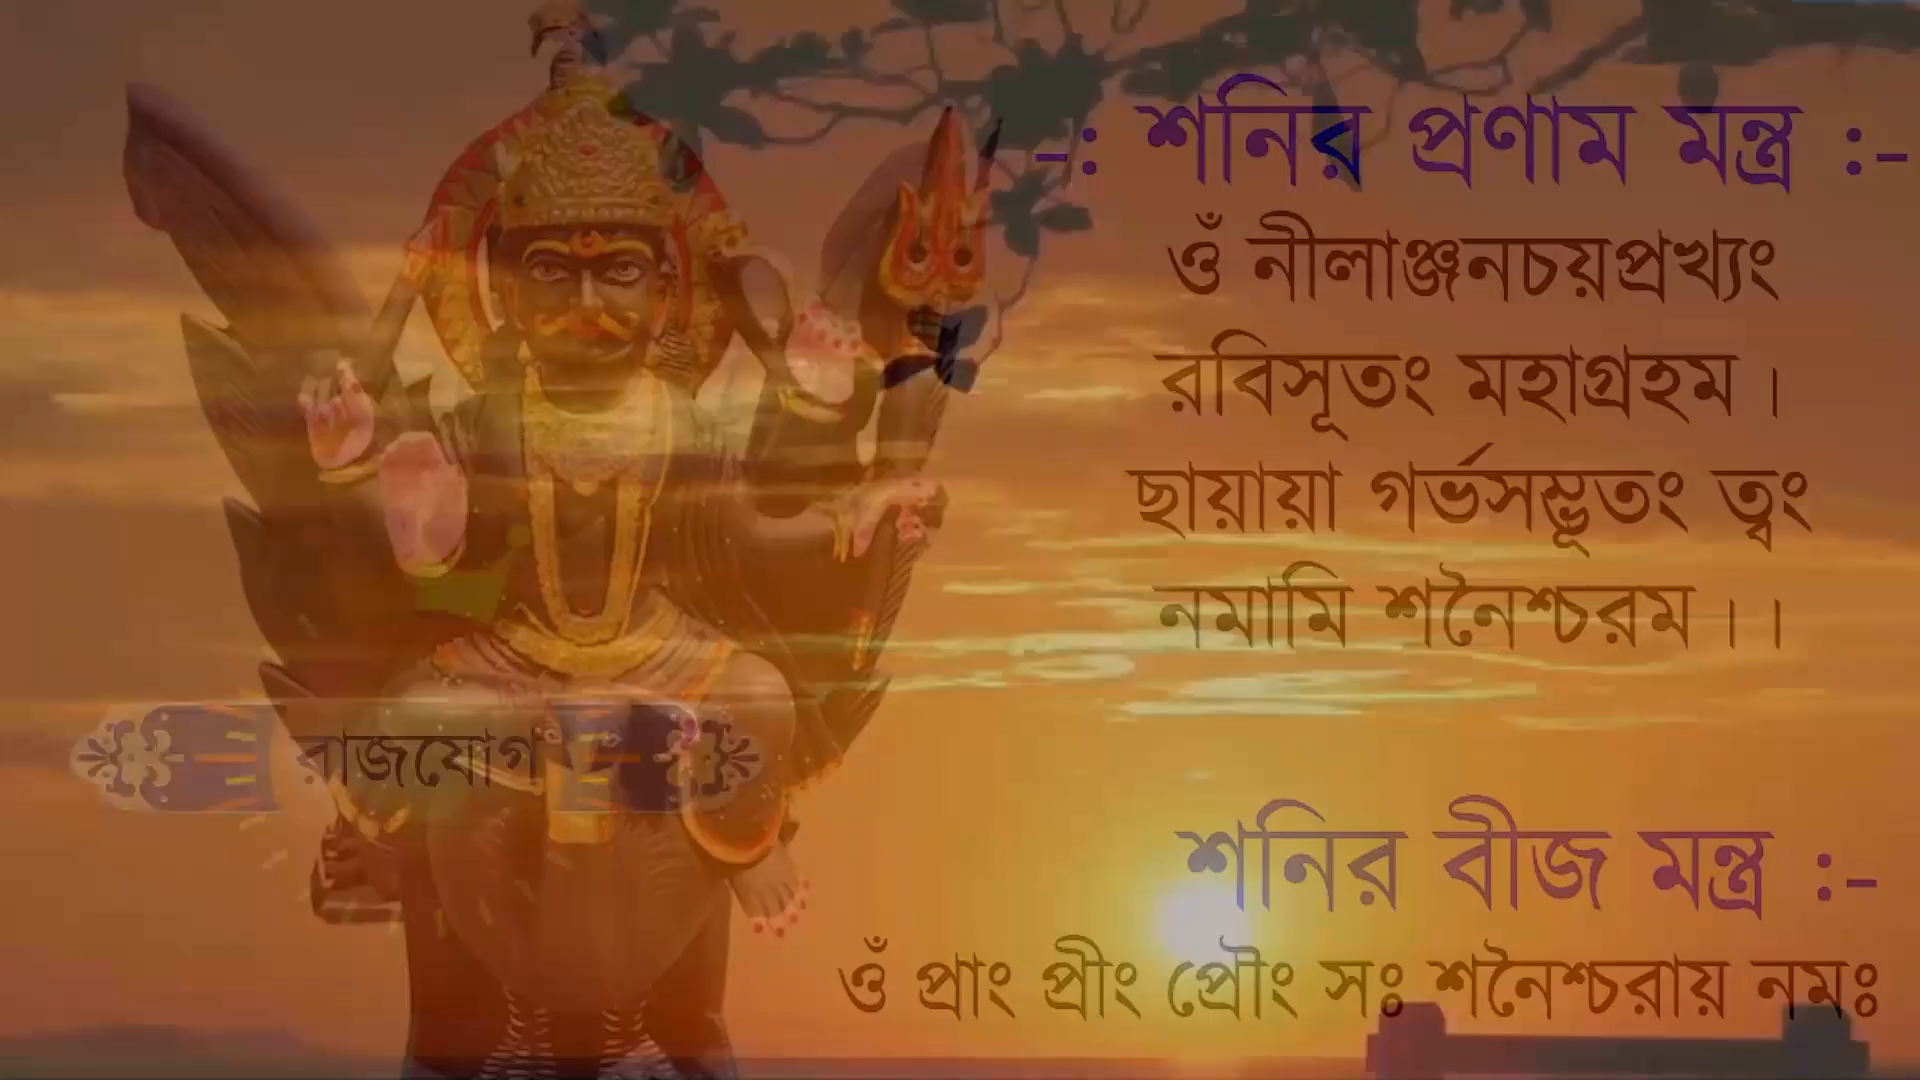 -: শনির প্রণাম মন্ত্র :-
ওঁ নীলাঞ্জনচয়প্রখ্যং
রবিসূতং মহাগ্রহম।
ছায়ায়া গর্ভসম্ভূতং ত্বং
নমামি শনৈশ্চরম।।
রাজযোগ
শনির বীজ মন্ত্র :-
ওঁ প্রাং প্রীং প্রৌং সঃ শনৈশ্চরায় নমঃ